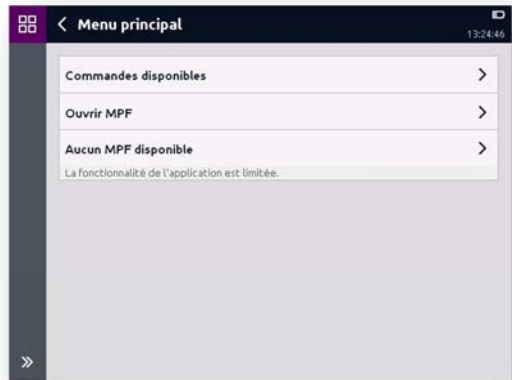 Menu principal
13:24:46
Commandes disponibles
Ouvrir MPF
Aucun MPF disponible
La fonctionnalité de l'application est limitée.